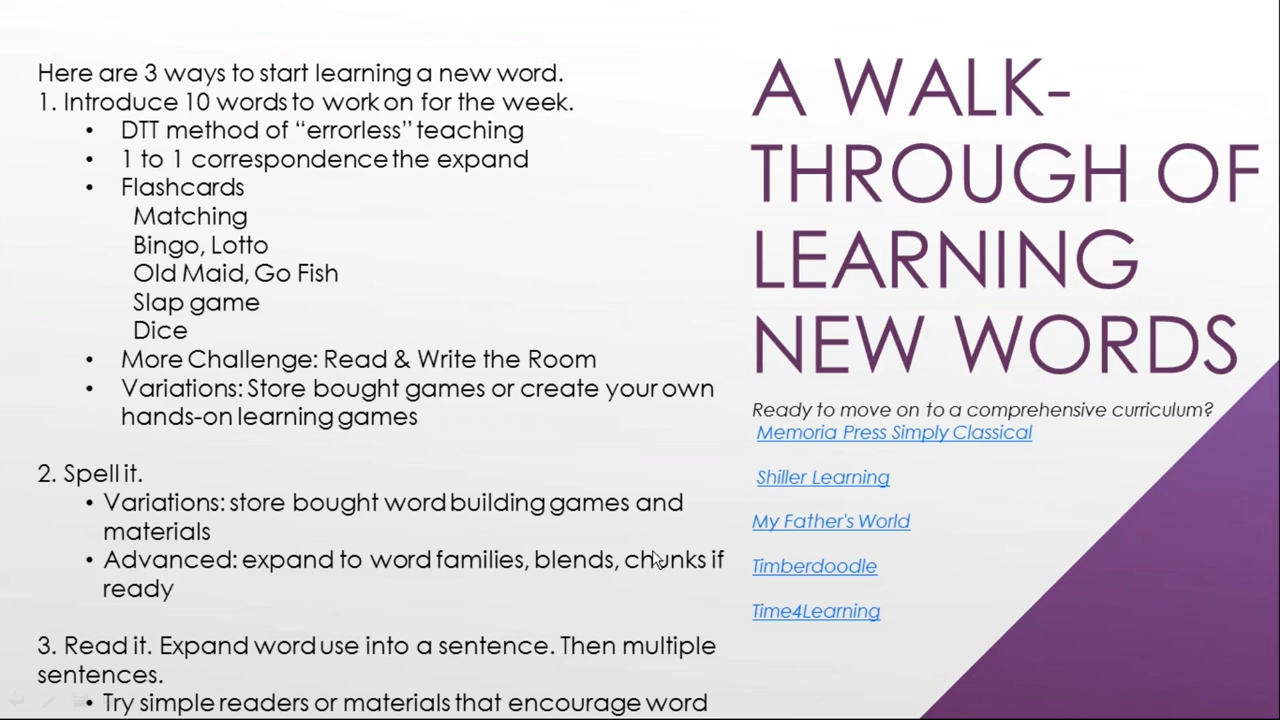 Here are 3 ways to start learning a new word.
1. Introduce 10 words to work on for the week.
• DTT method of “errorless” teaching
• 1 to 1 correspondence the expand
• Flashcards
Matching
Bingo, Lotto
Old Maid, Go Fish
Slap game
Dice
• More Challenge: Read & Write the Room
• Variations: Store bought games or create your own
hands-on learning games
2. Spell it.
• Variations: store bought word building games and
materials
• Advanced: expand to word families, blends, chunks if
ready
3. Read it. Expand word use into a sentence. Then multiple
sentences.
• Try simple readers or materials that encourage word
A WALK-
THROUGH OF
LEARNING
NEW WORDS
Ready to move on to a comprehensive curriculum?
Memoria Press Simply Classical
Shiller Learning
My Father's World
Timberdoodle
Time4Learning